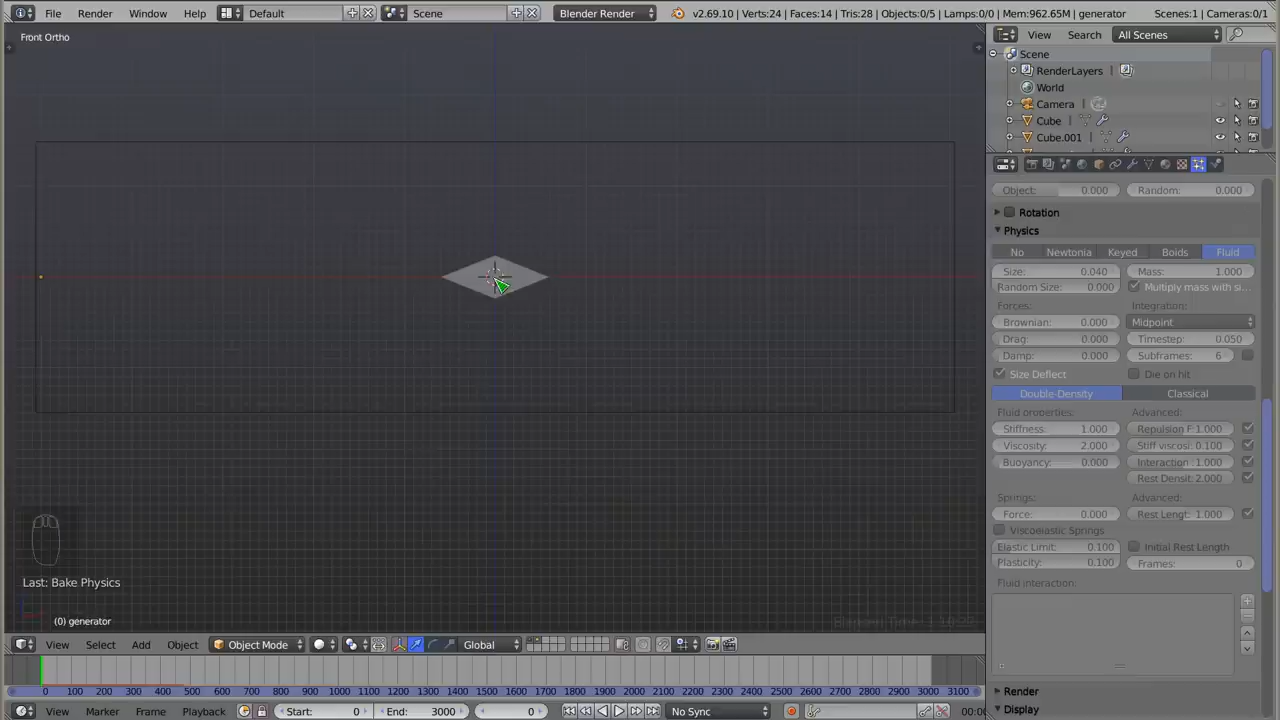 File Render Window Help Default Scene Blender Render v2.69.10 | Verts:24 | Faces:14 | Tris:28 | Objects:0/5 | Lamps:0/0 | Mem:962.65M | generator Scenes:1 | Cameras:0/1
Front Ortho
View Search All Scenes
Scene
RenderLayers
World
Camera
Cube
Cube.001
Object: 0.000 Random: 0.000
Rotation
Physics
No Newtonia Keyed Boids Fluid
Size: 0.040 Mass: 1.000
Random Size: 0.000 Multiply mass with si...
Forces: Integration:
Brownian: 0.000 Midpoint
Drag: 0.000 Timestep: 0.050
Damp: 0.000 Subframes: 6
Size Deflect Die on hit
Double-Density Classical
Fluid properties: Advanced:
Stiffness: 1.000 Repulsion F: 1.000
Viscosity: 2.000 Stiff viscosi: 0.100
Buoyancy: 0.000 Interaction: 1.000
Rest Densit: 2.000
Springs: Advanced:
Force: 0.000 Rest Lengt: 1.000
Viscoelastic Springs
Elastic Limit: 0.100 Initial Rest Length
Plasticity: 0.100 Frames: 0
Fluid interaction:
Render
Display
Last: Bake Physics
(0) generator
View Select Add Object Object Mode Global
0 100 200 300 400 500 600 700 800 900 1000 1100 1200 1300 1400 1500 1600 1700 1800 1900 2000 2100 2200 2300 2400 2500 2600 2700 2800 2900 3000 3100
View Marker Frame Playback Start: 0 End: 3000 0 No Sync